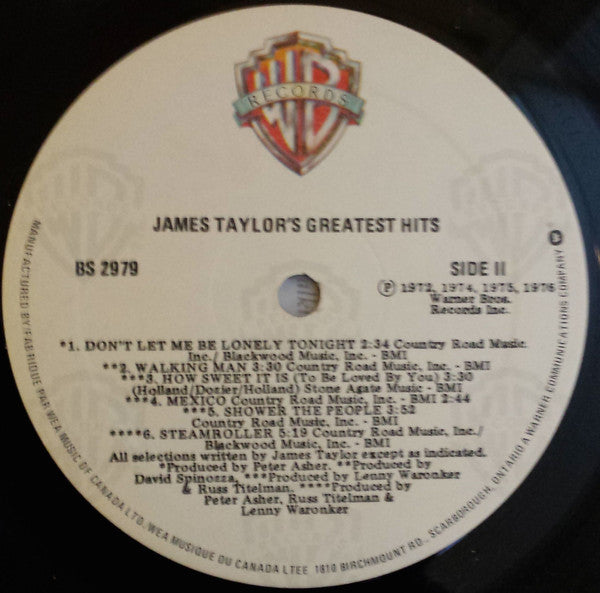 RECORDS
JAMES TAYLOR'S GREATEST HITS
BS 2979
SIDE II
Ⓟ 1972, 1974, 1975, 1976
Warner Bros.
Records Inc.
*1. DON'T LET ME BE LONELY TONIGHT 2:34 Country Road Music
Inc./ Blackwood Music, Inc. - BMI
**2. WALKING MAN 3:30 Country Road Music, Inc. - BMI
***3. HOW SWEET IT IS (To Be Loved By You) 3:30
(Holland/Dozier/Holland) Stone Agate Music - BMI
***4. MEXICO Country Road Music, Inc. - BMI 2:44
***5. SHOWER THE PEOPLE 3:52
Country Road Music, Inc. - BMI
****6. STEAMROLLER 5:19 Country Road Music, Inc./
Blackwood Music, Inc. - BMI
All selections written by James Taylor except as indicated.
*Produced by Peter Asher. **Produced by
David Spinozza, ***Produced by Lenny Waronker
& Russ Titelman. ****Produced by
Peter Asher, Russ Titelman &
Lenny Waronker
MANUFACTURED BY/FABRIQUÉ PAR/WEA MUSIC OF CANADA LTD./WEA MUSIQUE DU CANADA LTEE 1810 BIRCHMOUNT RD., SCARBOROUGH, ONTARIO A WARNER COMMUNICATIONS COMPANY